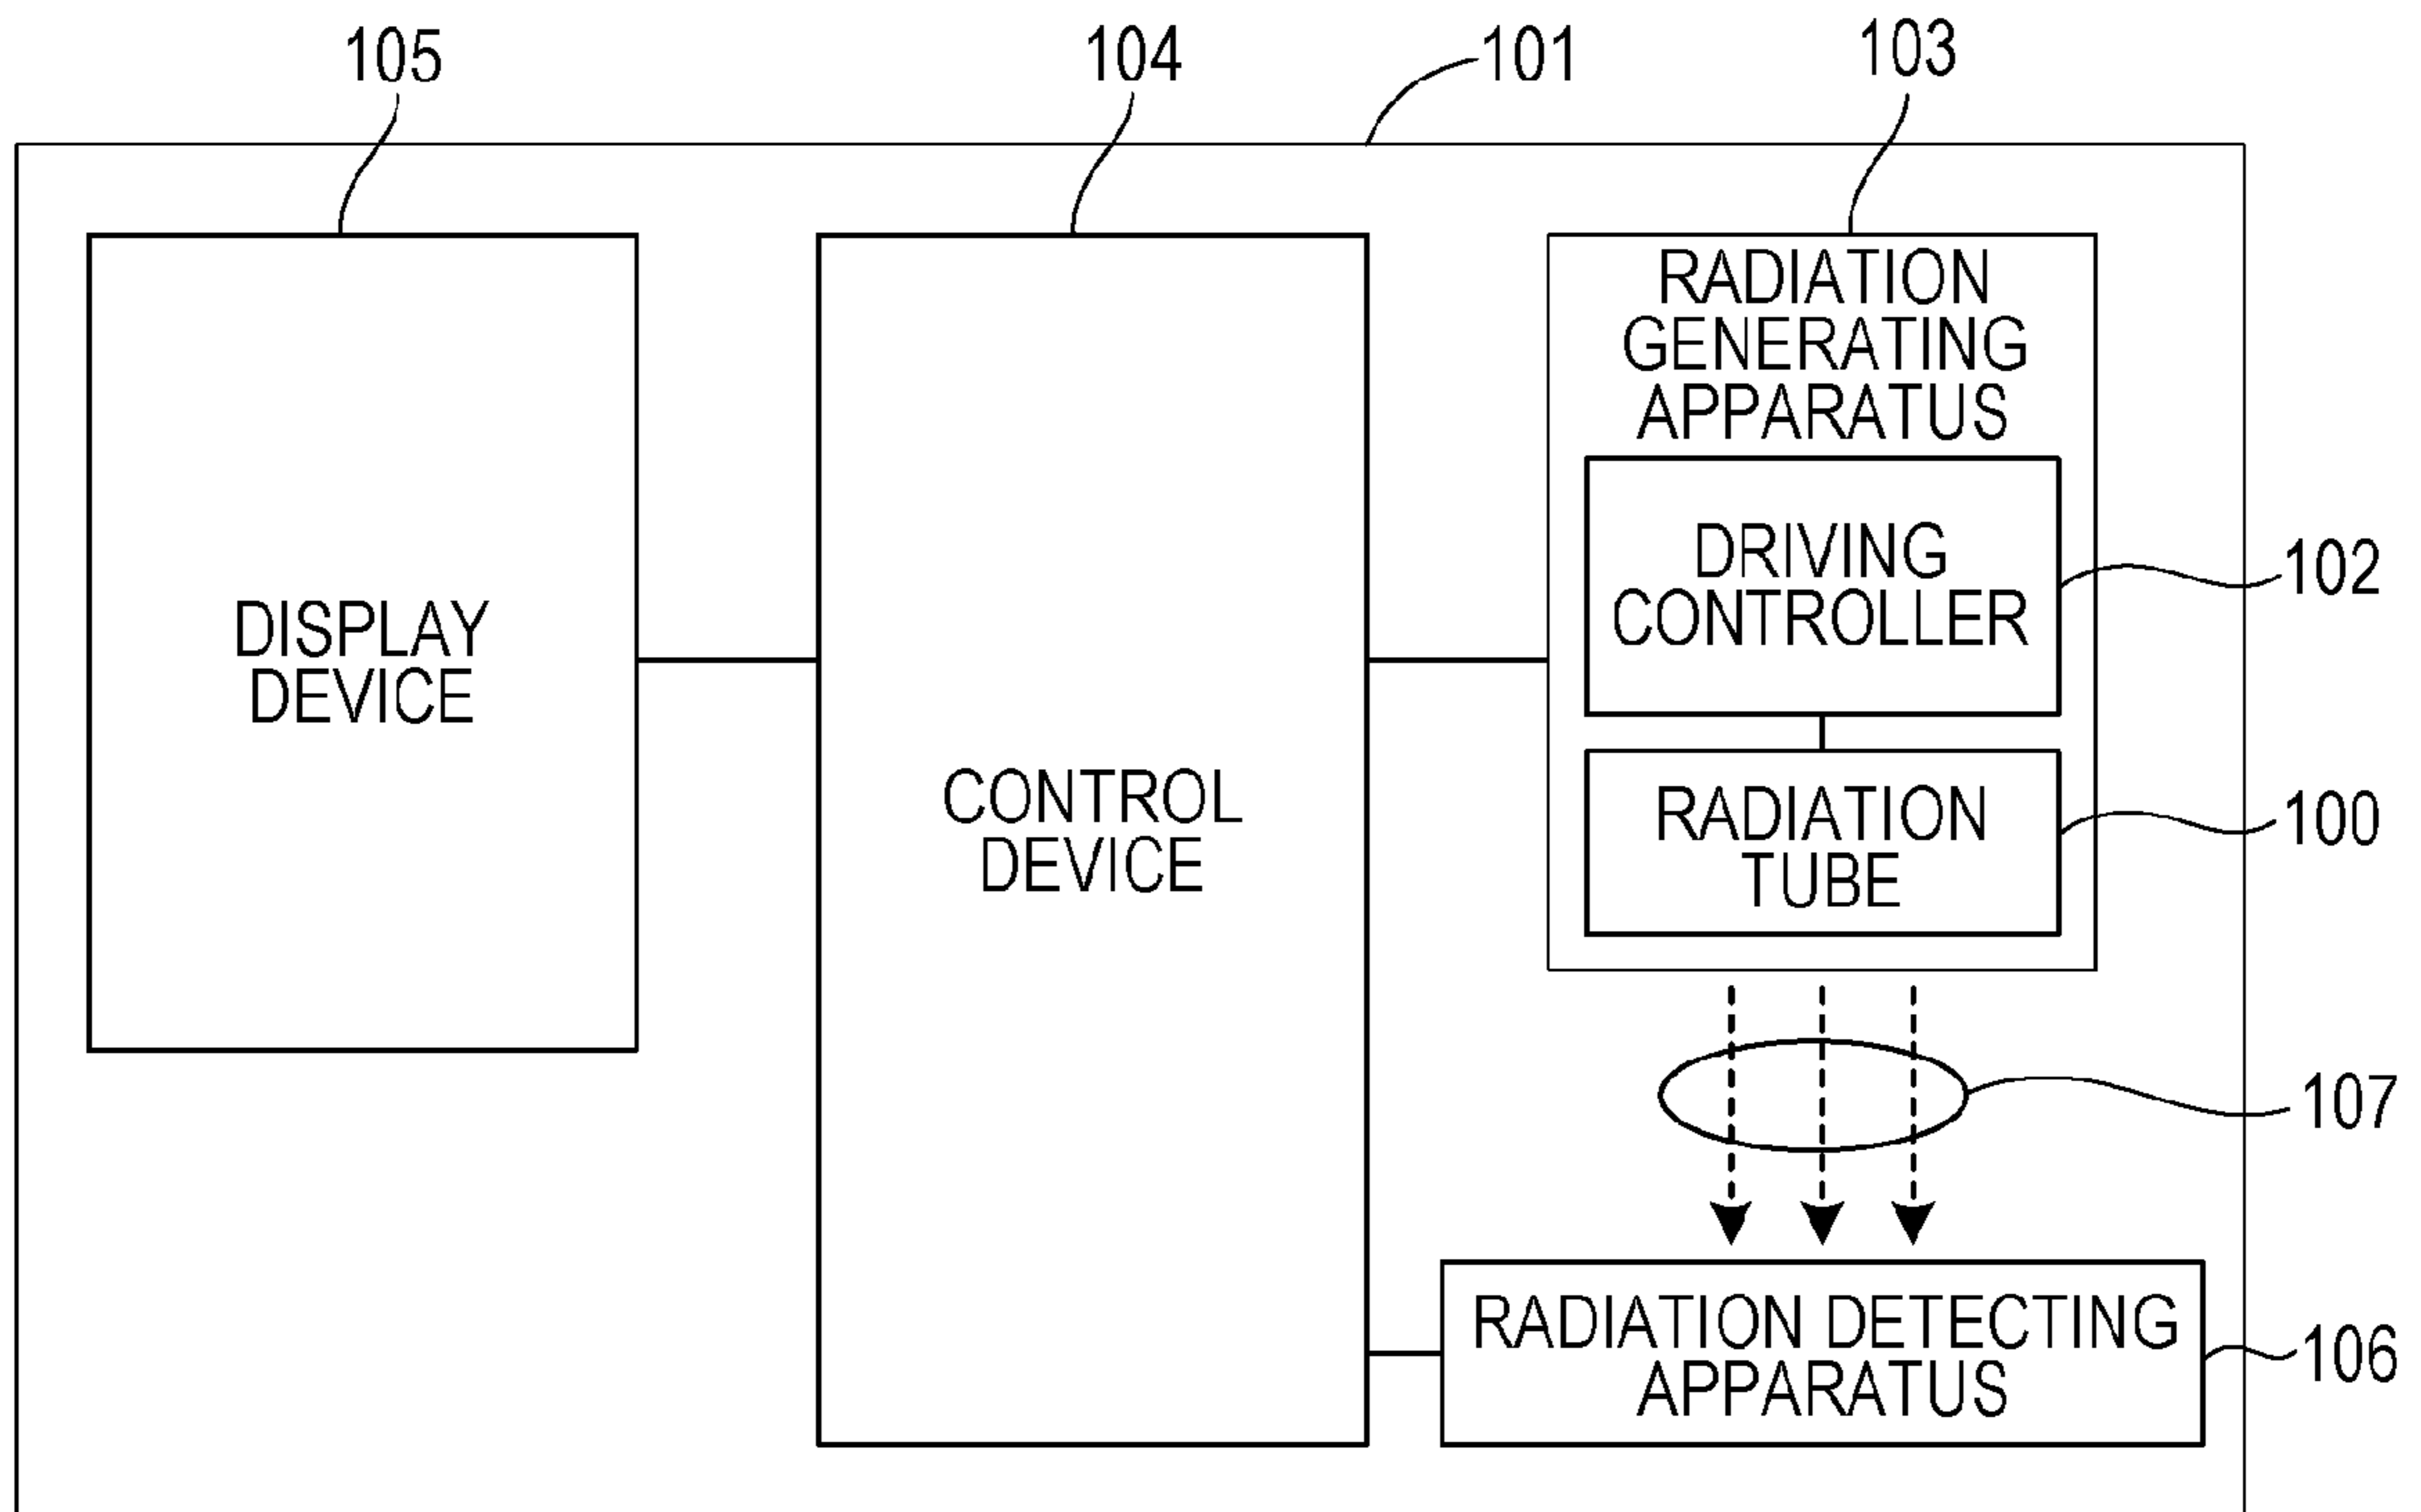 105
104
101
103
RADIATION
GENERATING
APPARATUS
DRIVING
CONTROLLER
102
DISPLAY
DEVICE
CONTROL
DEVICE
RADIATION
TUBE
100
107
RADIATION DETECTING
APPARATUS
106